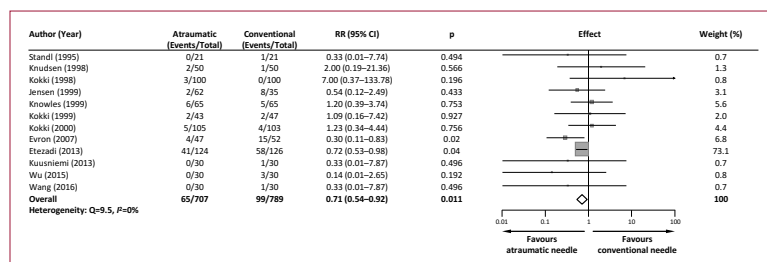 Author (Year) Atraumatic (Events/Total) Conventional (Events/Total) RR (95% CI) p Effect Weight (%)
Standl (1995) 0/21 1/21 0.33 (0.01–7.74) 0.494 0.7
Knudsen (1998) 2/50 1/50 2.00 (0.19–21.36) 0.566 1.3
Kokki (1998) 3/100 0/100 7.00 (0.37–133.78) 0.196 0.8
Jensen (1999) 2/62 8/35 0.54 (0.12–2.49) 0.433 3.1
Knowles (1999) 6/65 5/65 1.20 (0.39–3.74) 0.753 5.6
Kokki (1999) 2/43 2/47 1.09 (0.16–7.42) 0.927 2.0
Kokki (2000) 5/105 4/103 1.23 (0.34–4.44) 0.756 4.4
Evron (2007) 4/47 15/52 0.30 (0.11–0.83) 0.02 6.8
Etezadi (2013) 41/124 58/126 0.72 (0.53–0.98) 0.04 73.1
Kuusniemi (2013) 0/30 1/30 0.33 (0.01–7.87) 0.496 0.7
Wu (2015) 0/30 3/30 0.14 (0.01–2.65) 0.192 0.8
Wang (2016) 0/30 1/30 0.33 (0.01–7.87) 0.496 0.7
Overall 65/707 99/789 0.71 (0.54–0.92) 0.011 100
Heterogeneity: Q=9.5, I²=0%
0.01 0.1 1 10 100
Favours atraumatic needle Favours conventional needle